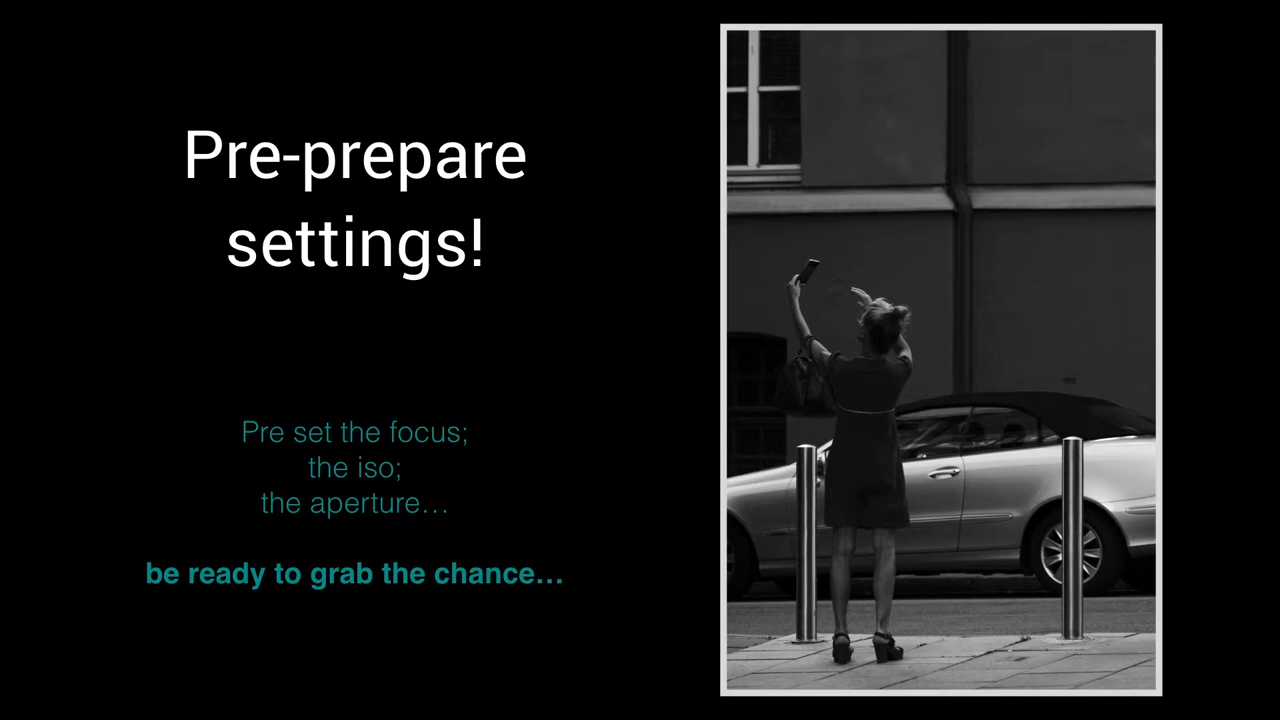 Pre-prepare
settings!
Pre set the focus;
the iso;
the aperture…
be ready to grab the chance…